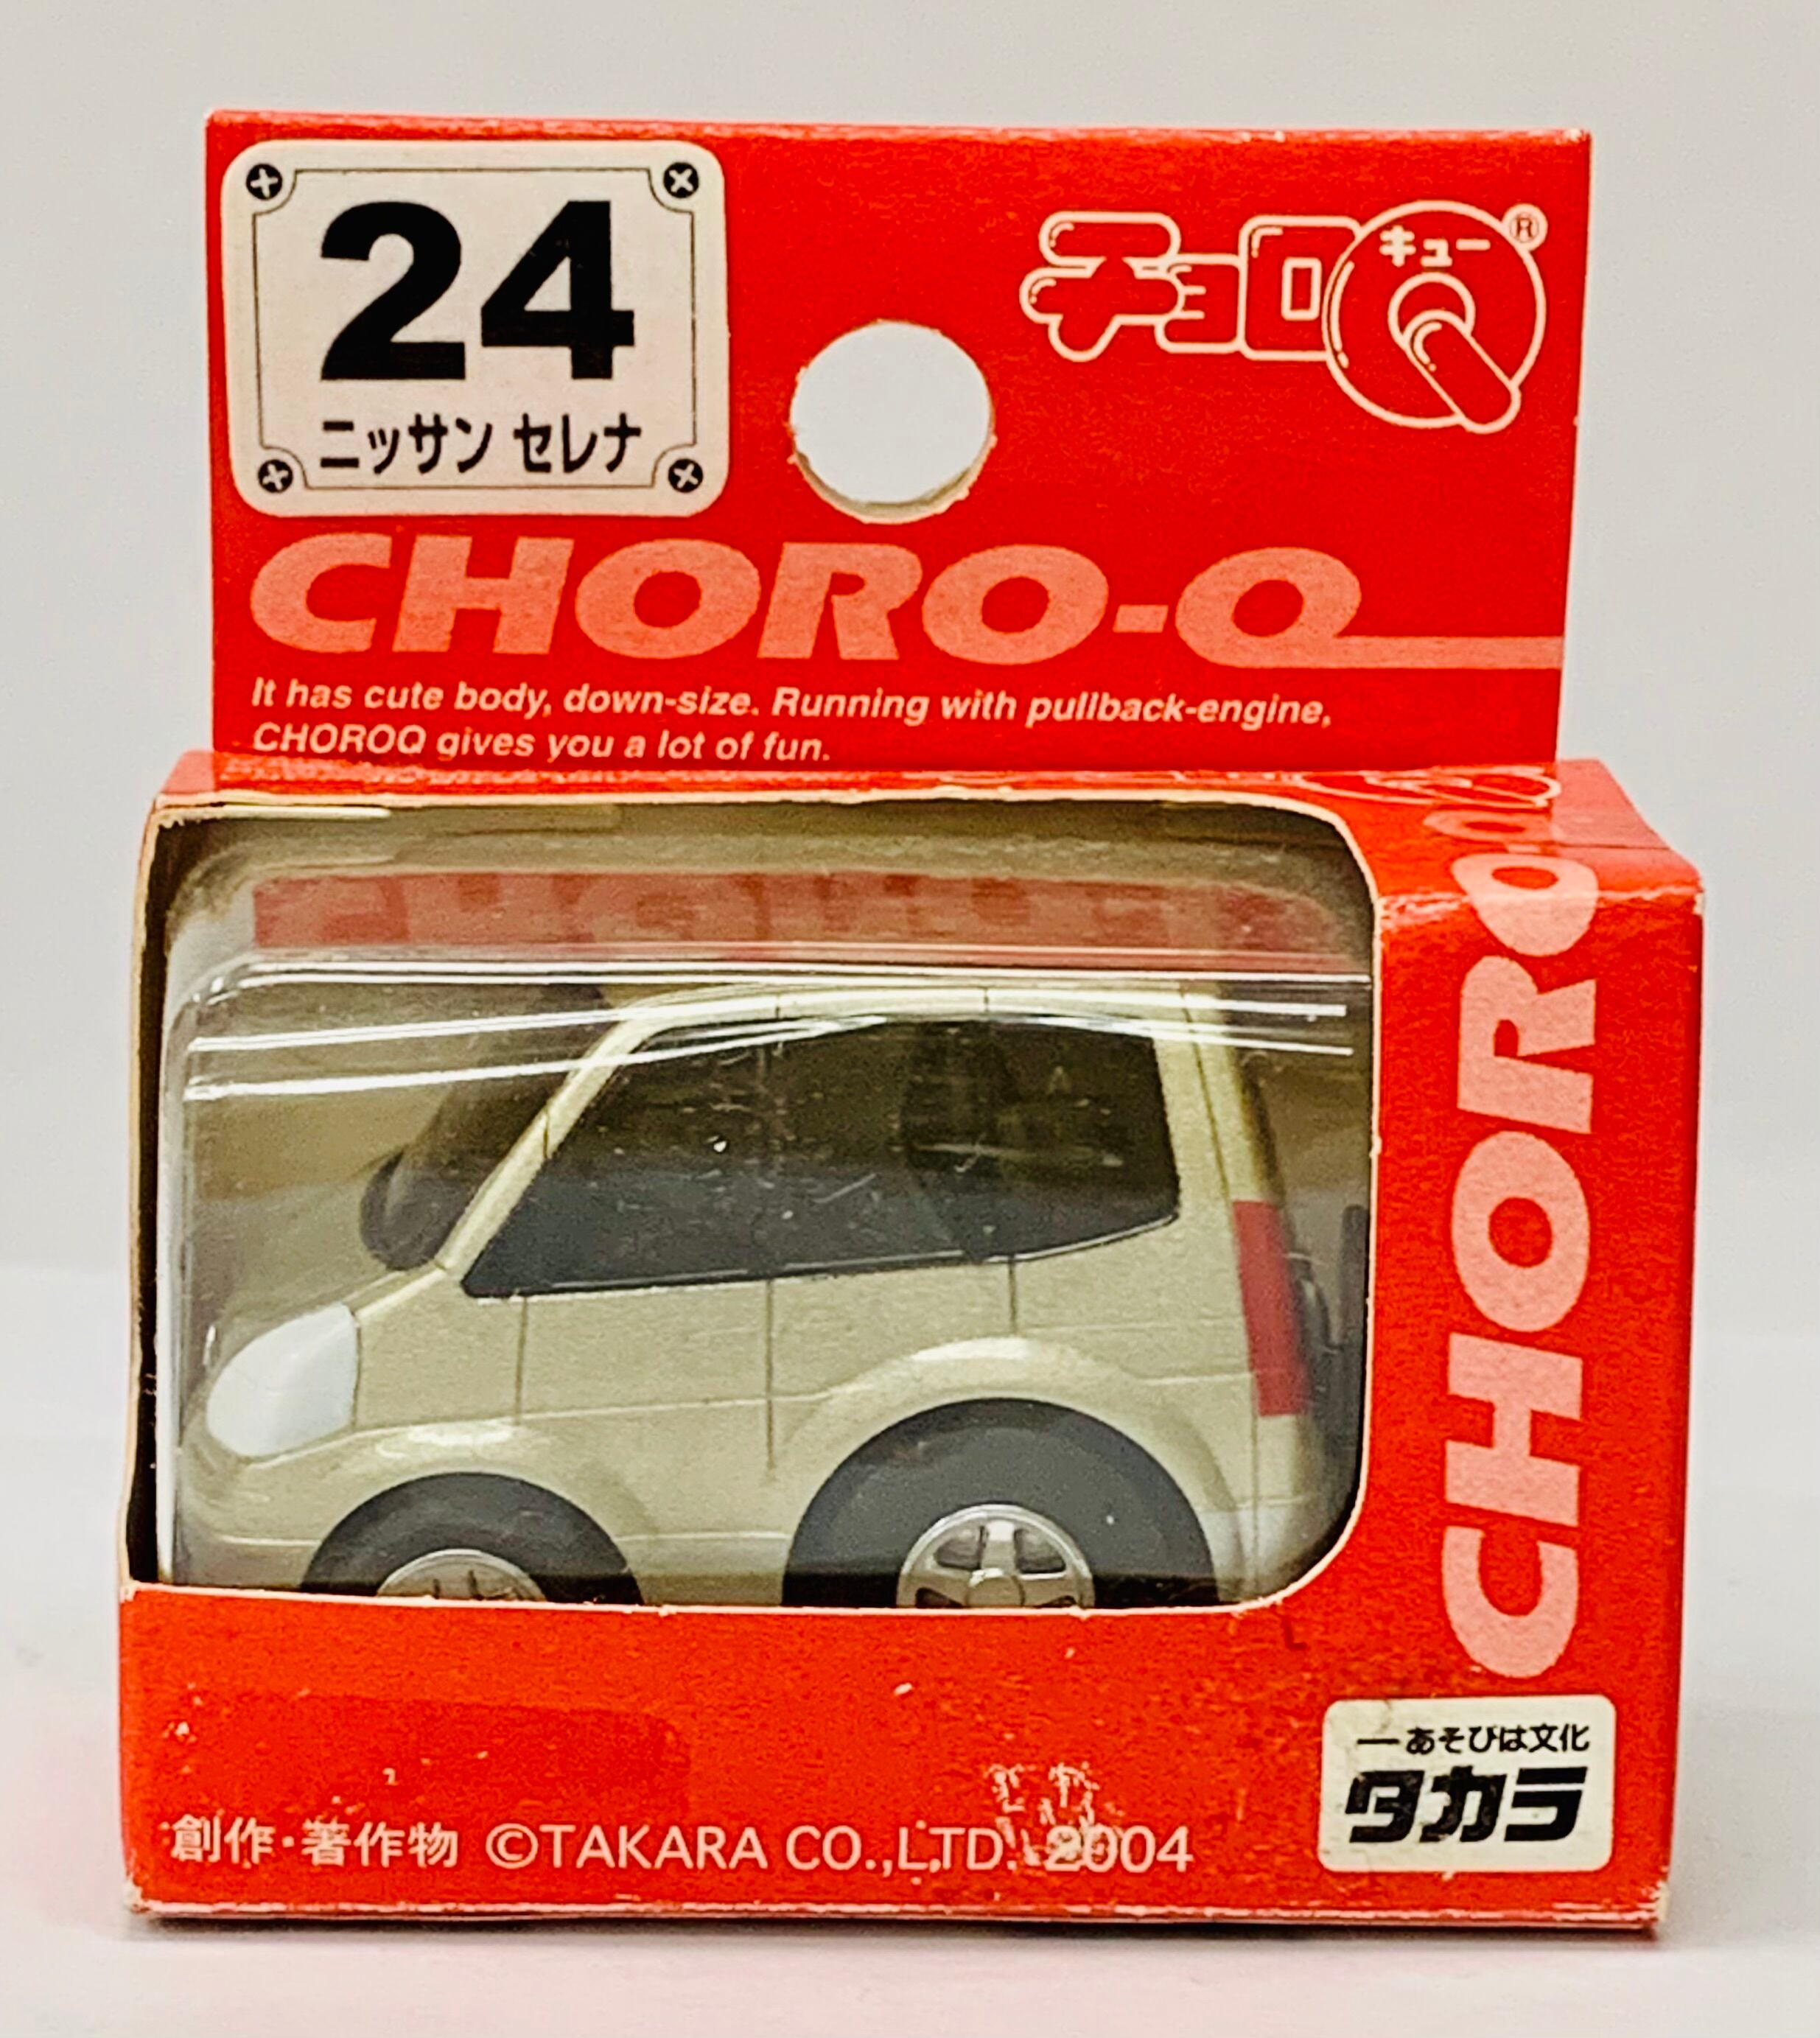 24
ニッサン セレナ
チョロQ
キュー
®
CHORO-Q
It has cute body, down-size. Running with pullback-engine,
CHOROQ gives you a lot of fun.
CHORO-Q
あそびは文化
タカラ
創作・著作物 ©TAKARA CO.,LTD. 2004